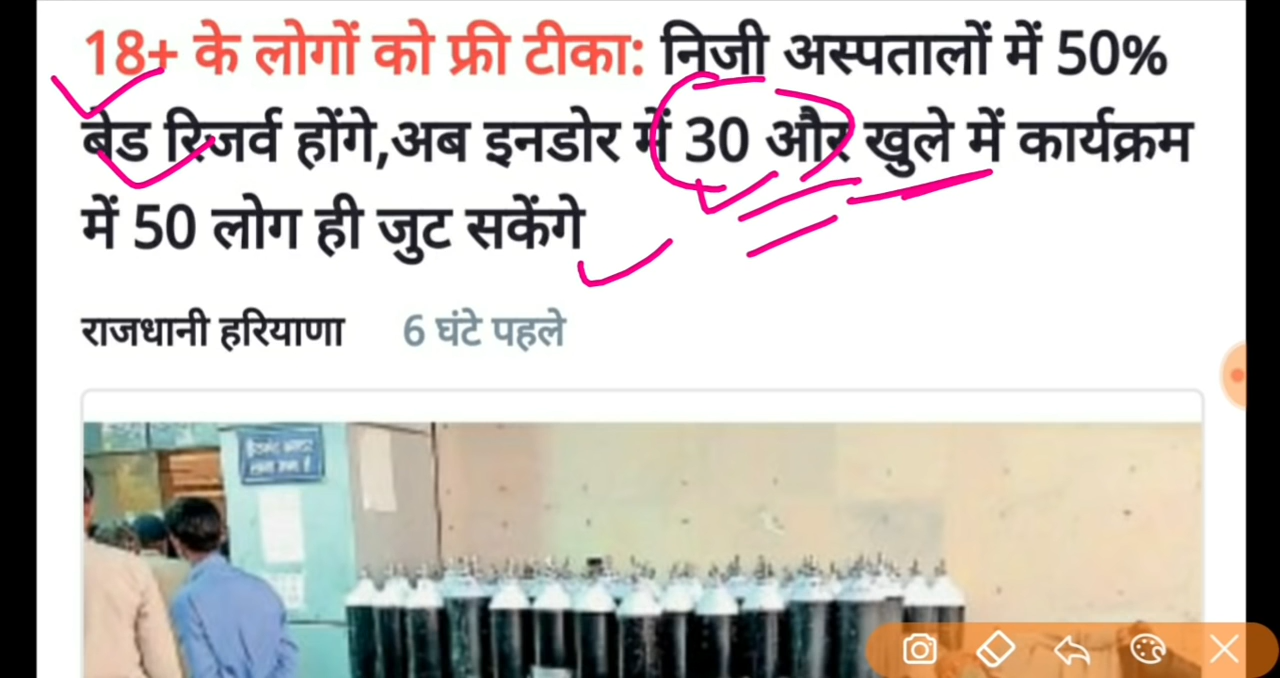 18+ के लोगों को फ्री टीका: निजी अस्पतालों में 50%
बेड रिजर्व होंगे,अब इनडोर में 30 और खुले में कार्यक्रम
में 50 लोग ही जुट सकेंगे
राजधानी हरियाणा 6 घंटे पहले